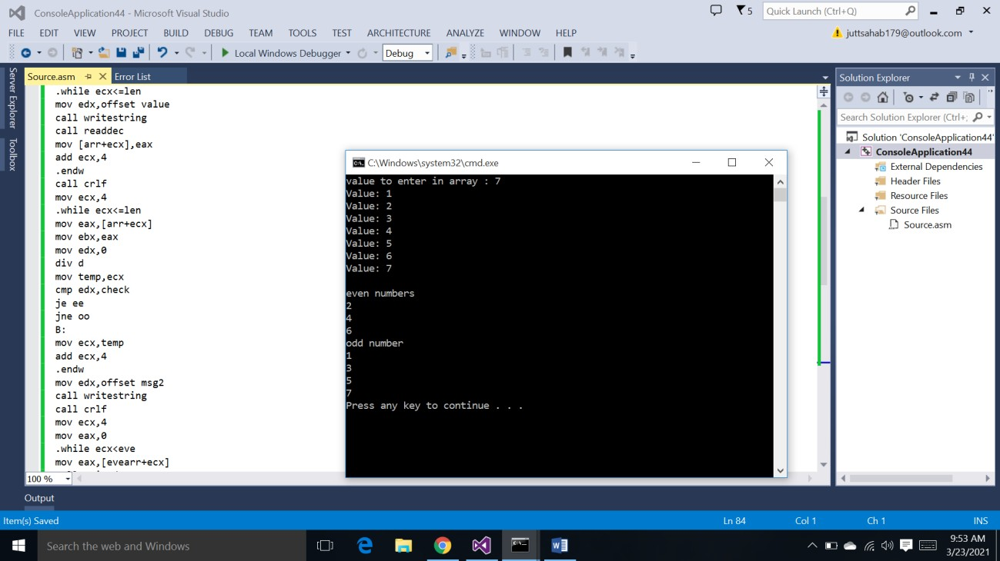 ConsoleApplication44 - Microsoft Visual Studio
5
Quick Launch (Ctrl+Q)
FILE EDIT VIEW PROJECT BUILD DEBUG TEAM TOOLS TEST ARCHITECTURE ANALYZE WINDOW HELP
juttsahab179@outlook.com
Local Windows Debugger
Debug
Server Explorer
Toolbox
Source.asm
Error List
.while ecx<=len
mov edx,offset value
call writestring
call readdec
mov [arr+ecx],eax
add ecx,4
.endw
call crlf
mov ecx,4
.while ecx<=len
mov eax,[arr+ecx]
mov ebx,eax
mov edx,0
div d
mov temp,ecx
cmp edx,check
je ee
jne oo
B:
mov ecx,temp
add ecx,4
.endw
mov edx,offset msg2
call writestring
call crlf
mov ecx,4
mov eax,0
.while ecx<eve
mov eax,[evearr+ecx]
100 %
C:\Windows\system32\cmd.exe
value to enter in array : 7
Value: 1
Value: 2
Value: 3
Value: 4
Value: 5
Value: 6
Value: 7
even numbers
2
4
6
odd number
1
3
5
7
Press any key to continue . . .
Solution Explorer
Search Solution Explorer (Ctrl+;
Solution 'ConsoleApplication44'
ConsoleApplication44
External Dependencies
Header Files
Resource Files
Source Files
Source.asm
Output
Item(s) Saved
Ln 84
Col 1
Ch 1
INS
Search the web and Windows
9:53 AM
3/23/2021